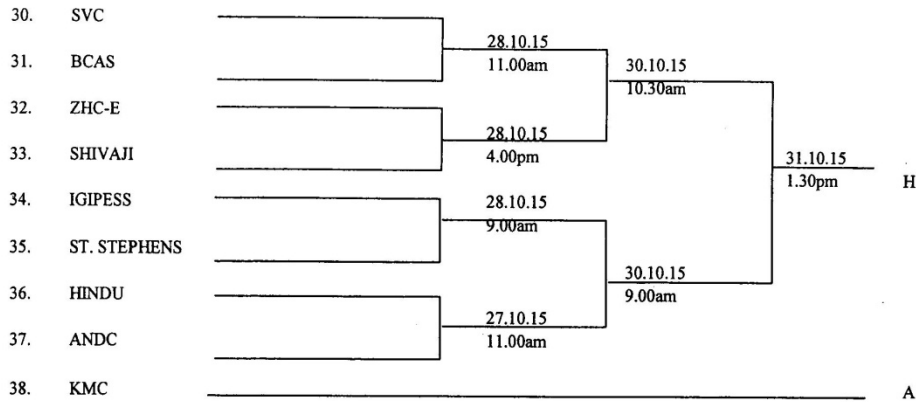 30. SVC
28.10.15
31. BCAS
11.00am
30.10.15
10.30am
32. ZHC-E
28.10.15
33. SHIVAJI
4.00pm
31.10.15
1.30pm
H
34. IGIPESS
28.10.15
9.00am
35. ST. STEPHENS
30.10.15
36. HINDU
9.00am
27.10.15
37. ANDC
11.00am
38. KMC
A